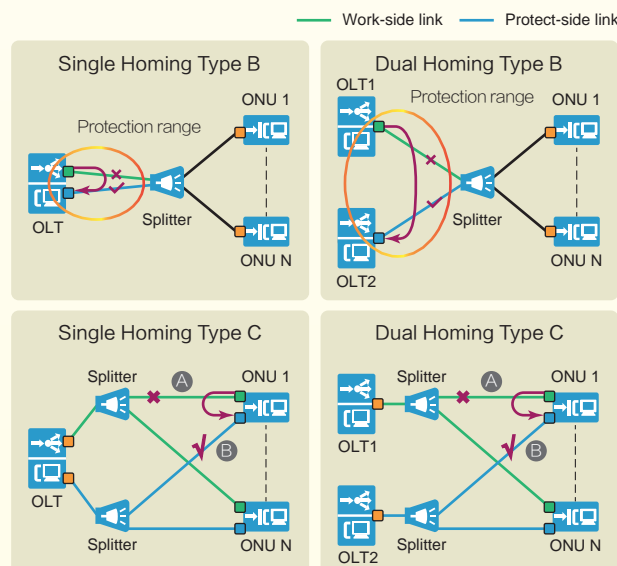 Work-side link
Protect-side link
Single Homing Type B
ONU 1
Protection range
OLT
Splitter
ONU N
Dual Homing Type B
OLT1
ONU 1
Protection range
Splitter
OLT2
ONU N
Single Homing Type C
Splitter
A
ONU 1
B
OLT
Splitter
ONU N
Dual Homing Type C
Splitter
A
ONU 1
OLT1
B
OLT2
Splitter
ONU N